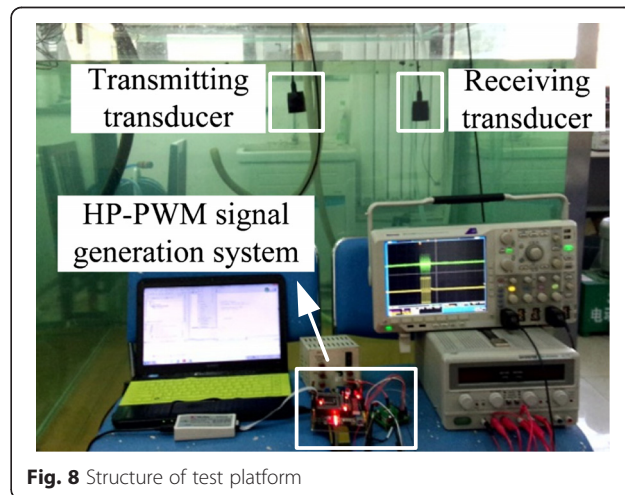 Transmitting
transducer
Receiving
transducer
HP-PWM signal
generation system
Fig. 8 Structure of test platform